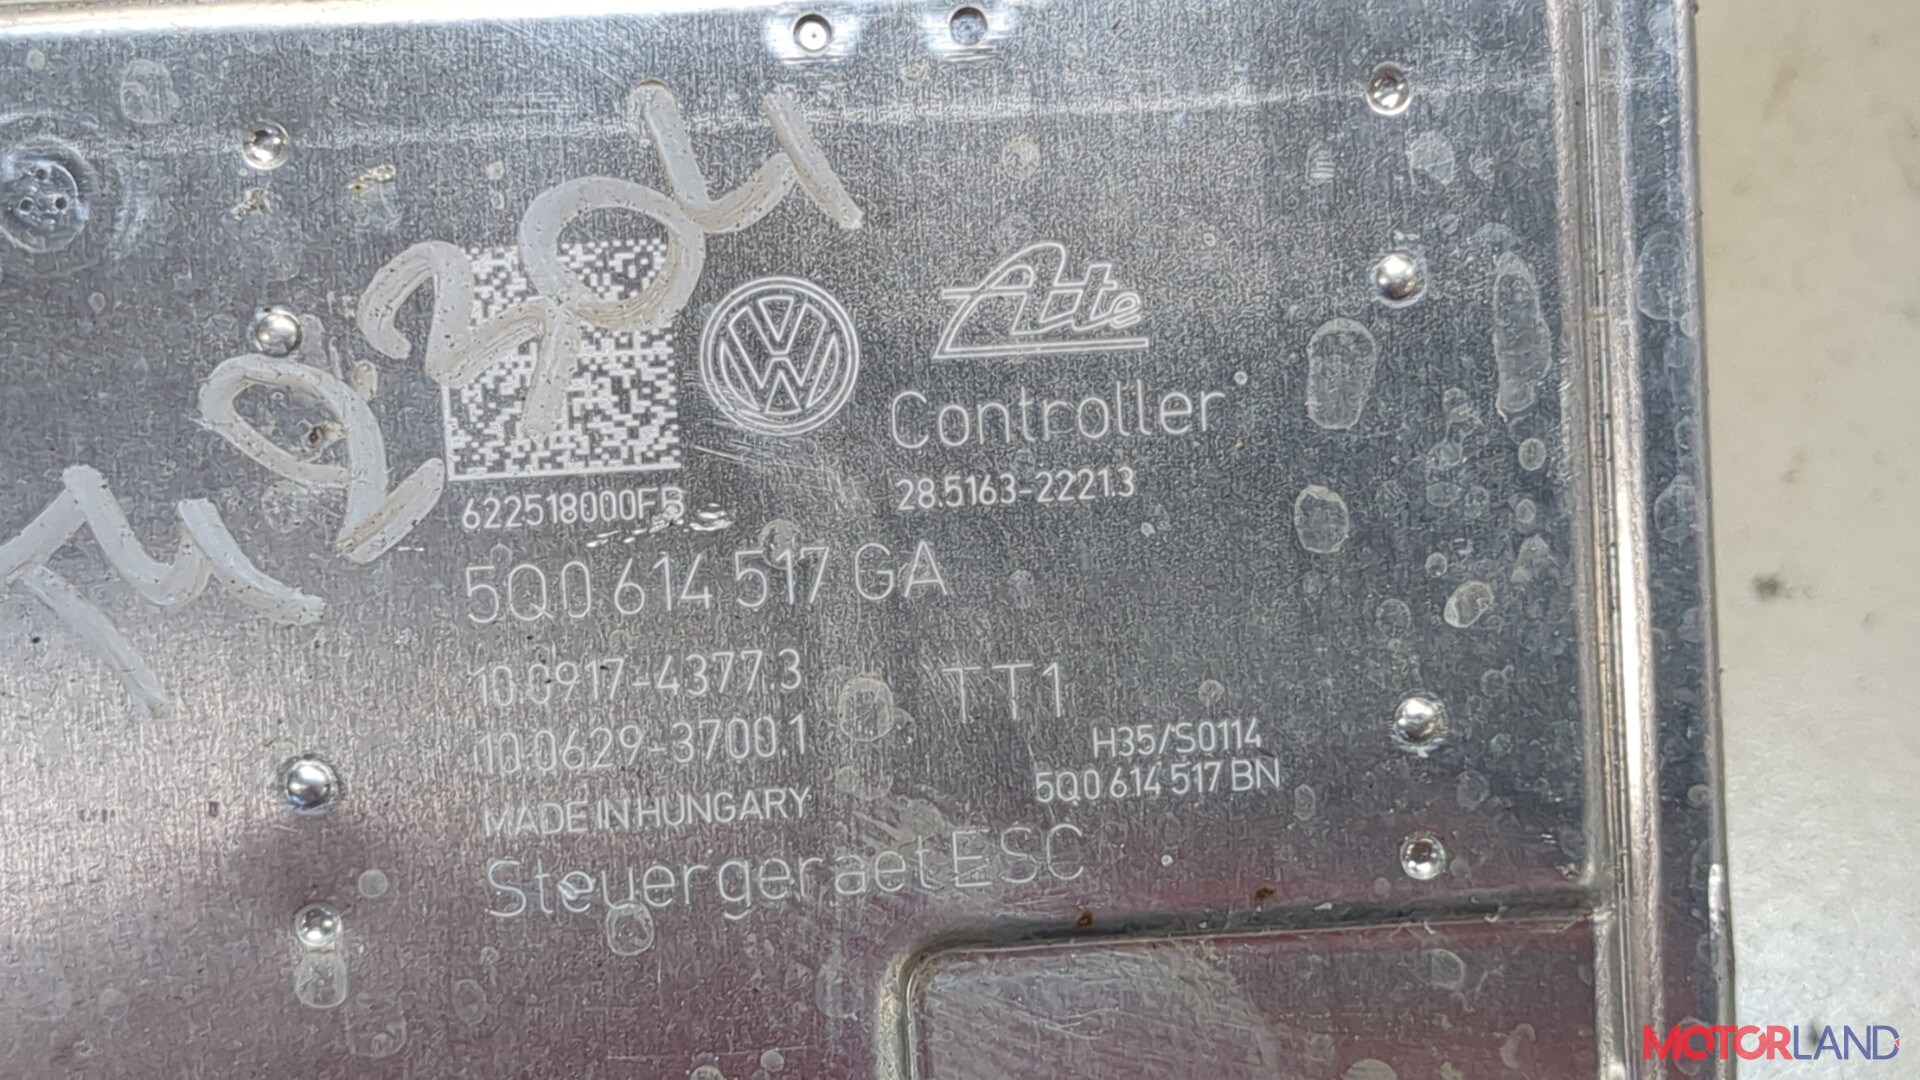 Ate
Controller
28.5163-2221.3
622518000FB
5Q0 614 517 GA
10.0917-4377.3
TT1
10.0629-3700.1
H35/S0114
5Q0 614 517 BN
MADE IN HUNGARY
Steuergeraet ESC
MOTORLAND